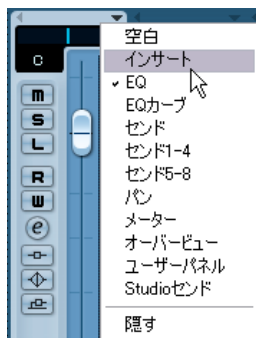 C
m
S
L
R
W
e
空白
インサート
EQ
EQカーブ
センド
センド1-4
センド5-8
パン
メーター
オーバービュー
ユーザーパネル
Studioセンド
隠す